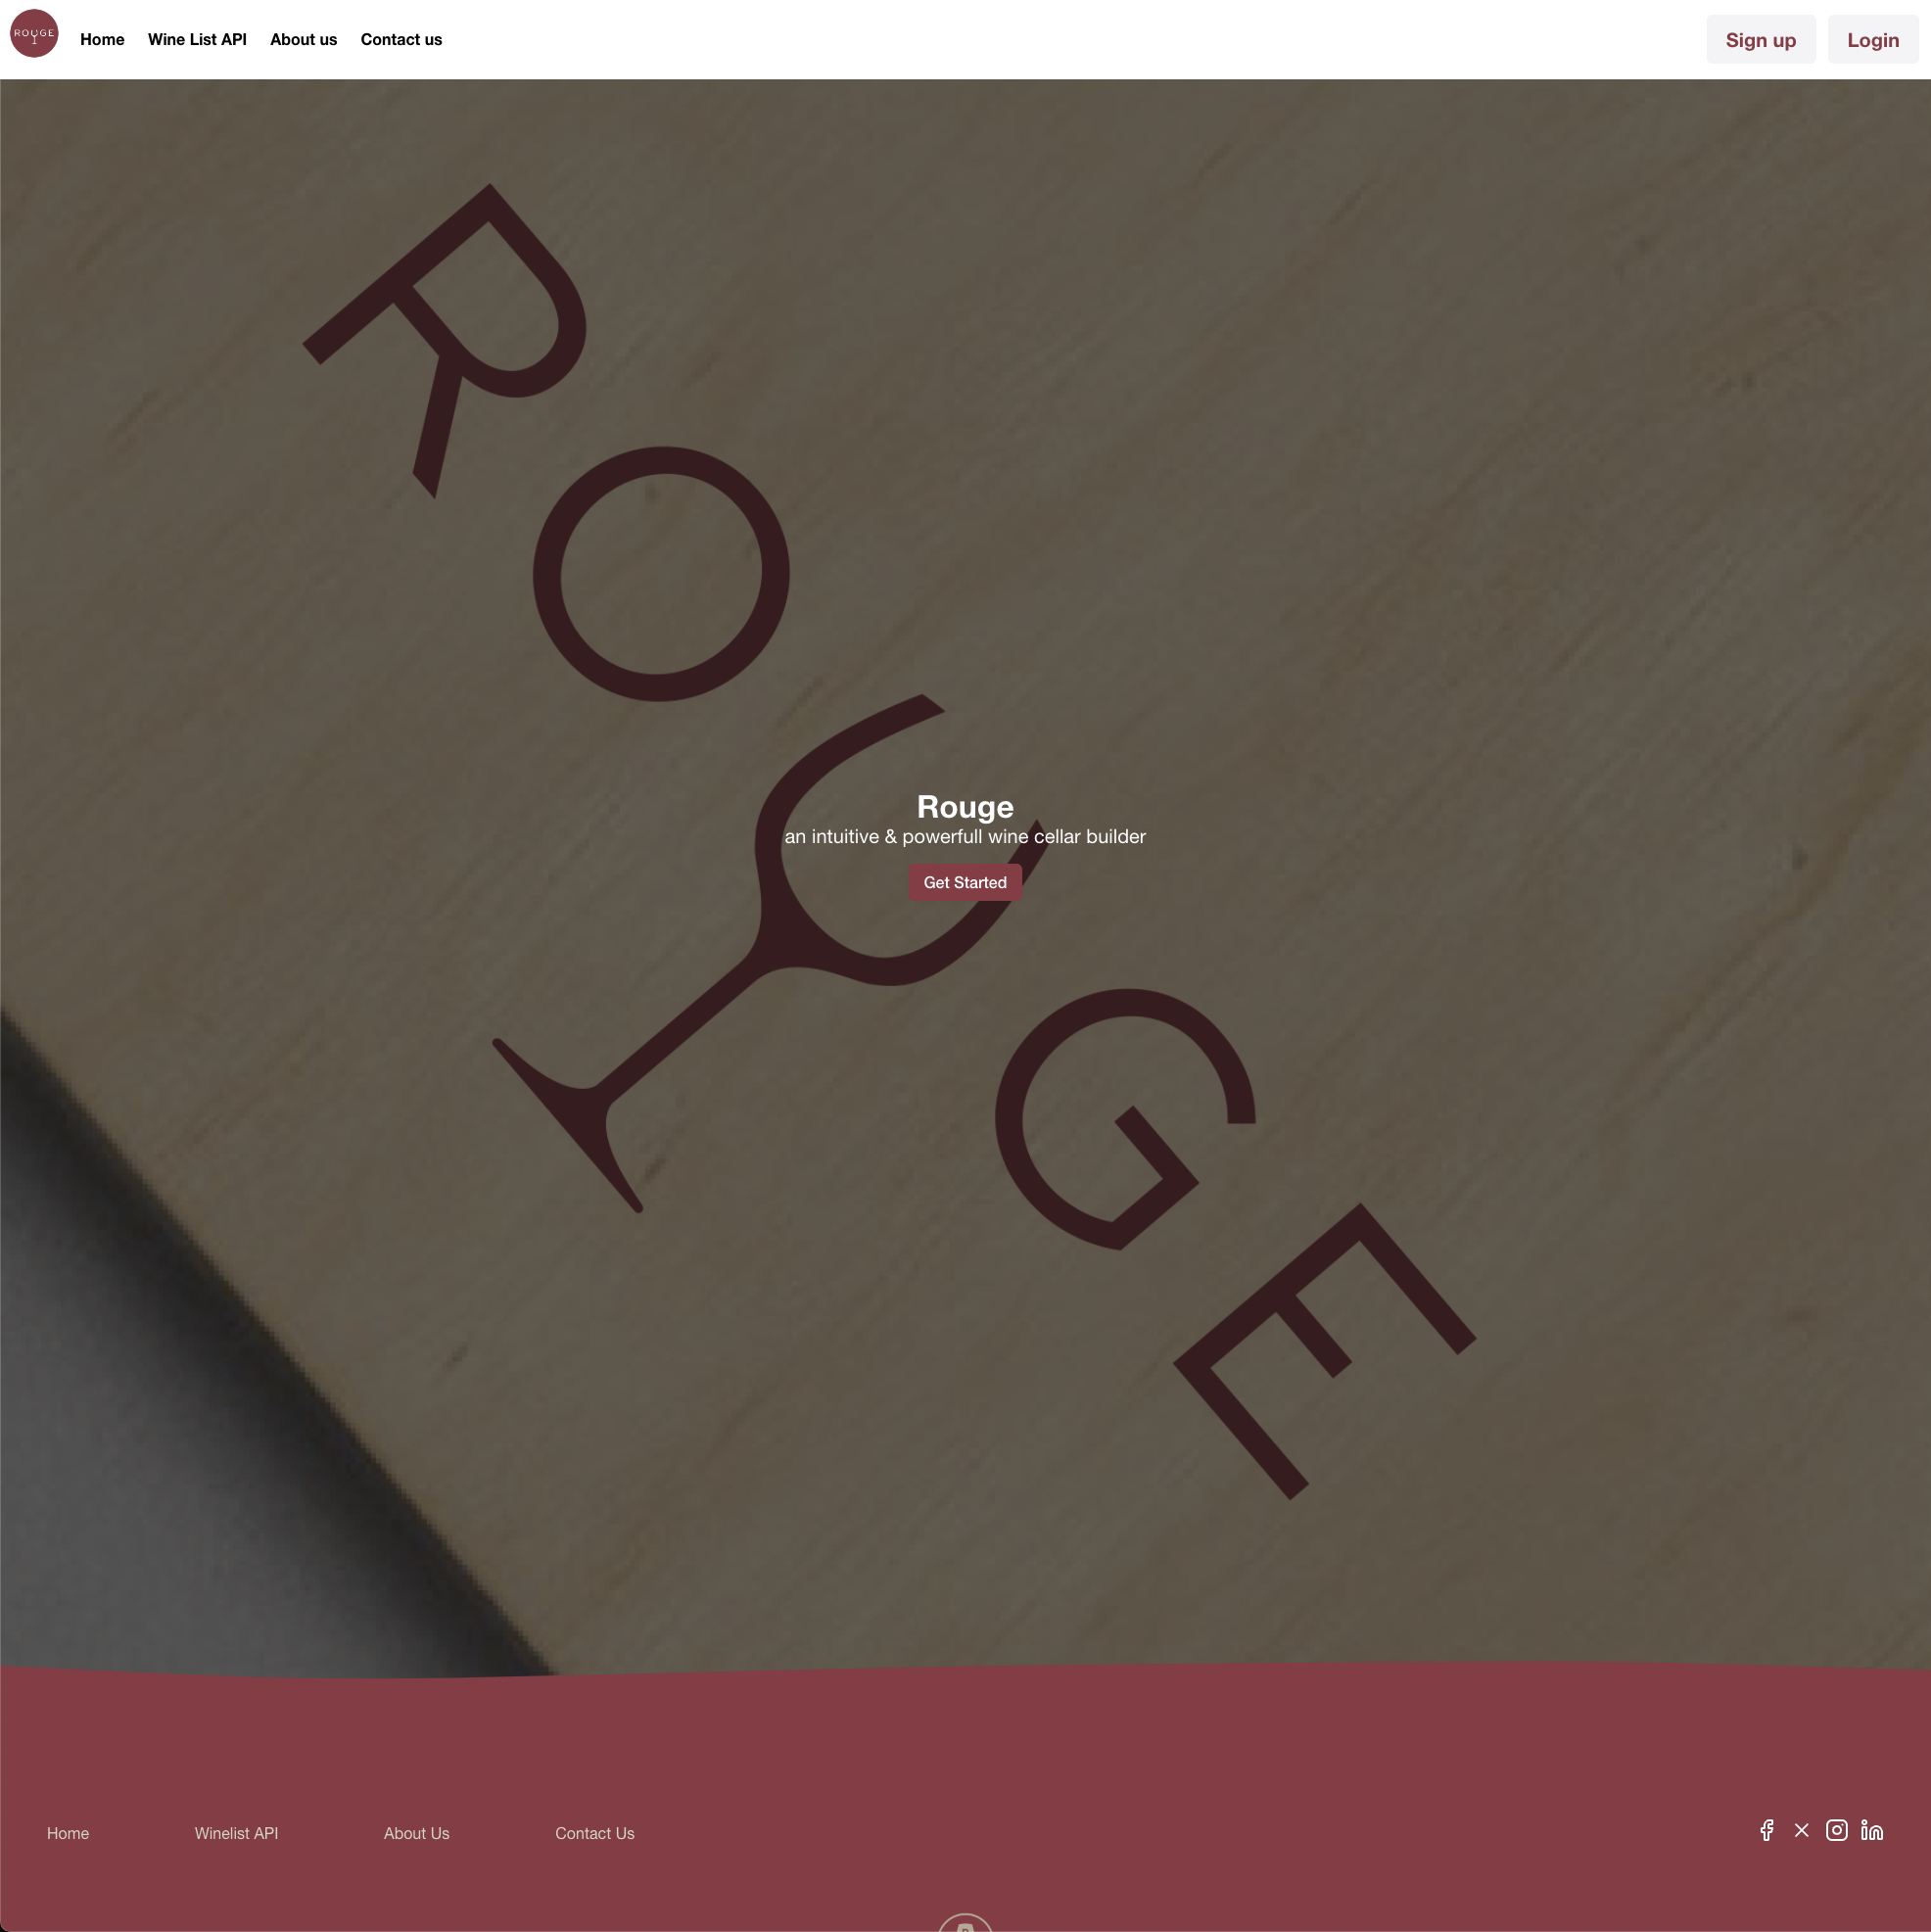 ROUGE
Home Wine List API About us Contact us
Sign up Login
ROUGE
Rouge
an intuitive & powerfull wine cellar builder
Get Started
Home Winelist API About Us Contact Us